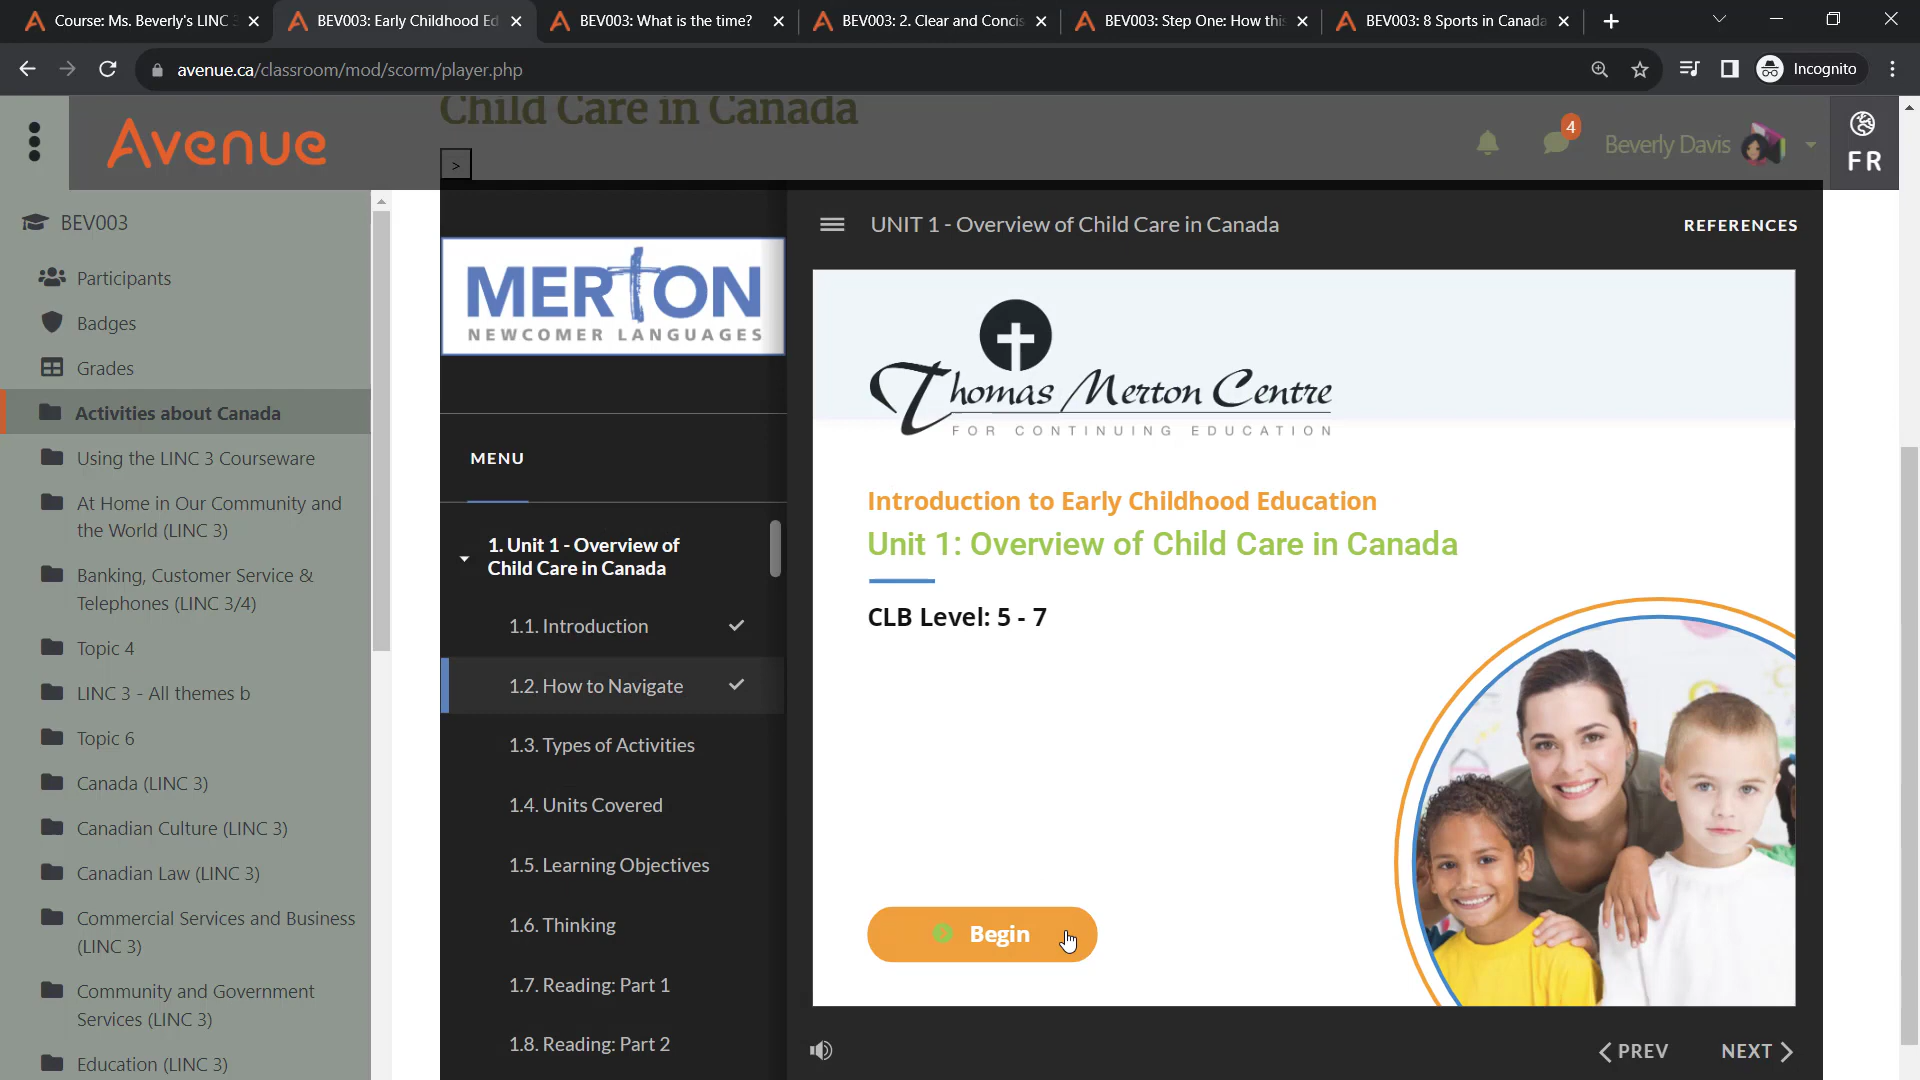 Course: Ms. Beverly's LINC 3
BEV003: Early Childhood Ed
BEV003: What is the time?
BEV003: 2. Clear and Concis
BEV003: Step One: How this
BEV003: 8 Sports in Canada
avenue.ca/classroom/mod/scorm/player.php
Incognito
Avenue
Child Care in Canada
>
4
Beverly Davis
FR
BEV003
Participants
Badges
Grades
Activities about Canada
Using the LINC 3 Courseware
At Home in Our Community and
the World (LINC 3)
Banking, Customer Service &
Telephones (LINC 3/4)
Topic 4
LINC 3 - All themes b
Topic 6
Canada (LINC 3)
Canadian Culture (LINC 3)
Canadian Law (LINC 3)
Commercial Services and Business
(LINC 3)
Community and Government
Services (LINC 3)
Education (LINC 3)
MERTON
NEWCOMER LANGUAGES
MENU
1. Unit 1 - Overview of
Child Care in Canada
1.1. Introduction
1.2. How to Navigate
1.3. Types of Activities
1.4. Units Covered
1.5. Learning Objectives
1.6. Thinking
1.7. Reading: Part 1
1.8. Reading: Part 2
UNIT 1 - Overview of Child Care in Canada
REFERENCES
Thomas Merton Centre
FOR CONTINUING EDUCATION
Introduction to Early Childhood Education
Unit 1: Overview of Child Care in Canada
CLB Level: 5 - 7
Begin
PREV
NEXT